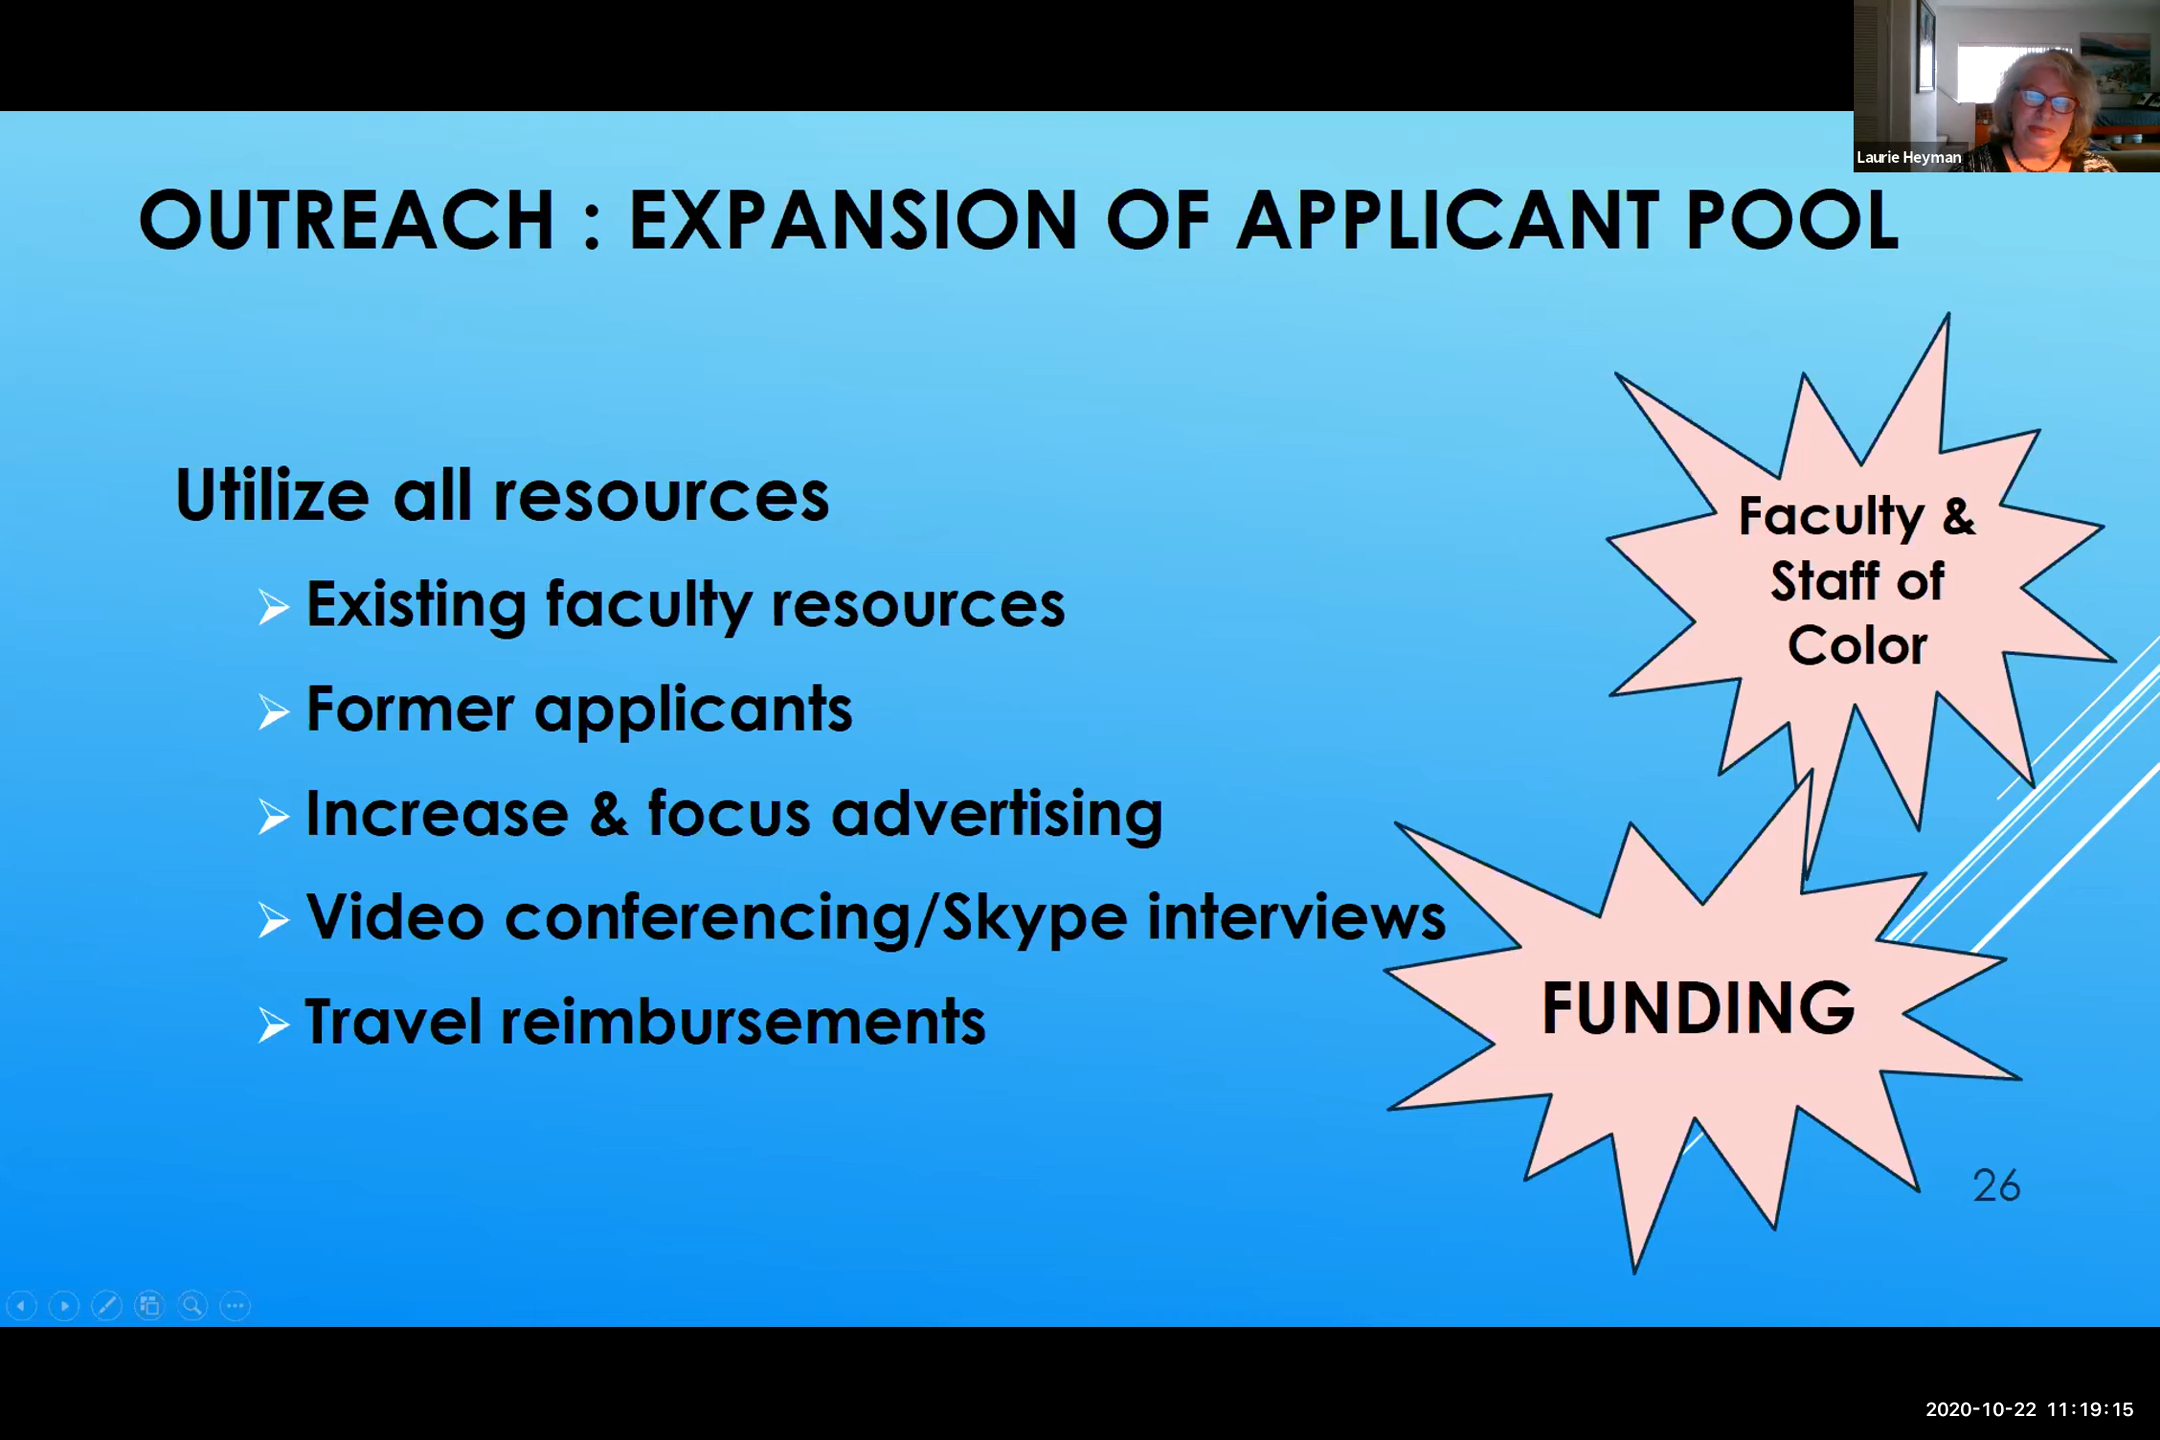 Laurie Heyman
OUTREACH : EXPANSION OF APPLICANT POOL
Utilize all resources
Existing faculty resources
Former applicants
Increase & focus advertising
Video conferencing/Skype interviews
Travel reimbursements
Faculty &
Staff of
Color
FUNDING
26
2020-10-22 11:19:15